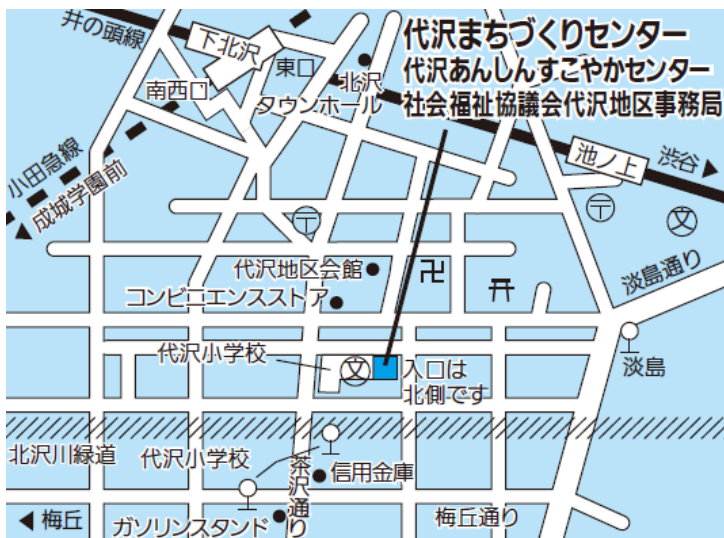 代沢まちづくりセンター
代沢あんしんすこやかセンター
社会福祉協議会代沢地区事務局
井の頭線
下北沢
東口
南西口
北沢
タウンホール
小田急線
成城学園前
池ノ上
渋谷
〒
〒
文
淡島通り
代沢地区会館
卍
コンビニエンスストア
代沢小学校
文
入口は
北側です
淡島
北沢川緑道
代沢小学校
茶沢通り
信用金庫
梅丘
ガソリンスタンド
梅丘通り